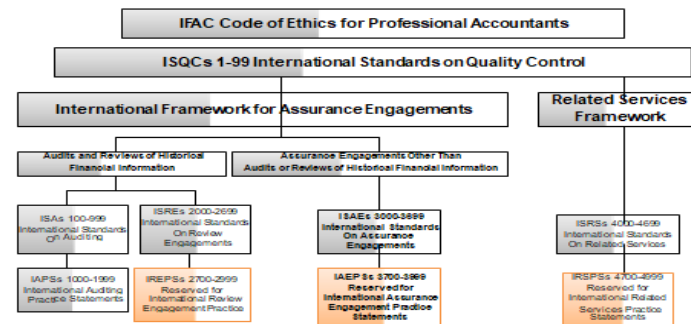 IFAC Code of Ethics for Professional Accountants
ISQCs 1-99 International Standards on Quality Control
International Framework for Assurance Engagements
Related Services
Framework
Audits and Reviews of Historical
Financial Information
Assurance Engagements Other Than
Audits or Reviews of Historical Financial Information
ISAs 100-999
International Standards
On Auditing
ISREs 2000-2699
International Standards
On Review
Engagements
ISAEs 3000-3699
International Standards
On Assurance
Engagements
ISRSs 4000-4699
International Standards
On Related Services
IAPSs 1000-1999
International Auditing
Practice Statements
IREPSs 2700-2999
Reserved for
International Review
Engagement Practice
IAEPSs 3700-3999
Reserved for
International Assurance
Engagement Practice
Statements
IRSPSs 4700-4999
Reserved for
International Related
Services Practice
Statements